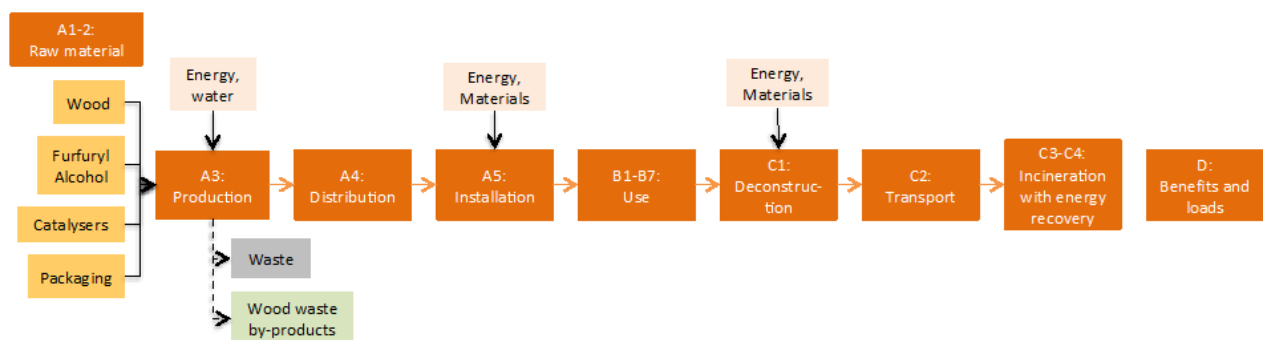 A1-2:
Raw material
Wood
Furfuryl
Alcohol
Catalysers
Packaging
Energy,
water
A3:
Production
Waste
Wood waste
by-products
A4:
Distribution
Energy,
Materials
A5:
Installation
B1-B7:
Use
Energy,
Materials
C1:
Deconstruc-
tion
C2:
Transport
C3-C4:
Incineration
with energy
recovery
D:
Benefits and
loads